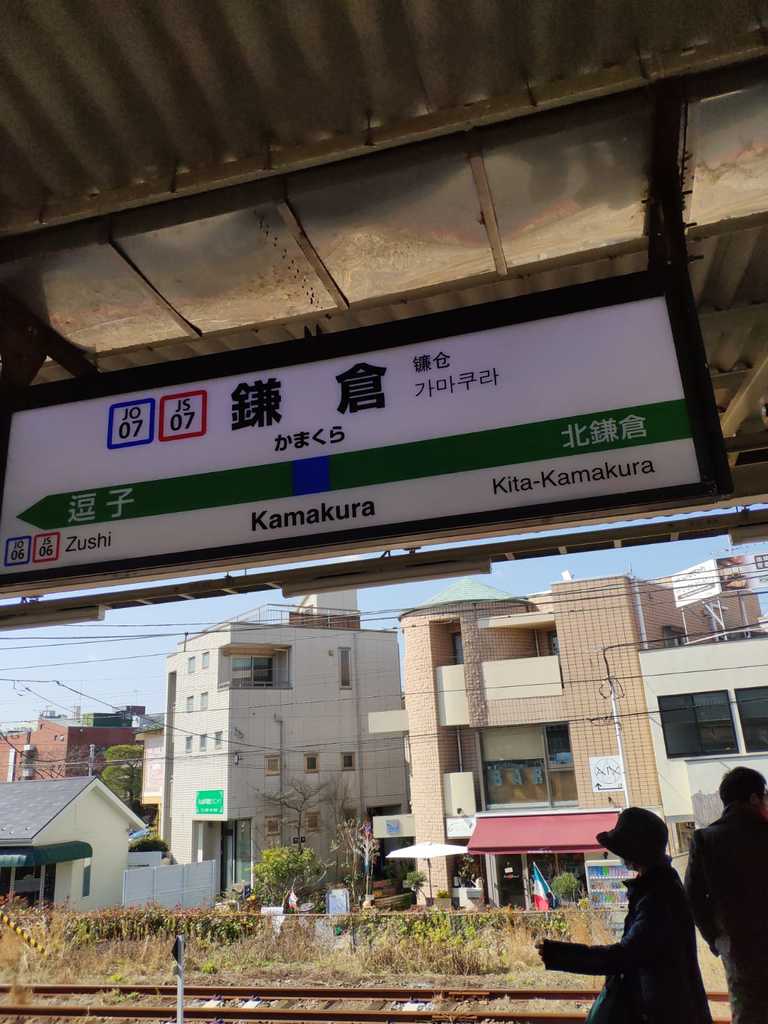 JO 07
JS 07
鎌倉
镰仓
가마쿠라
かまくら
逗子
北鎌倉
JO 06
JS 06
Zushi
Kamakura
Kita-Kamakura